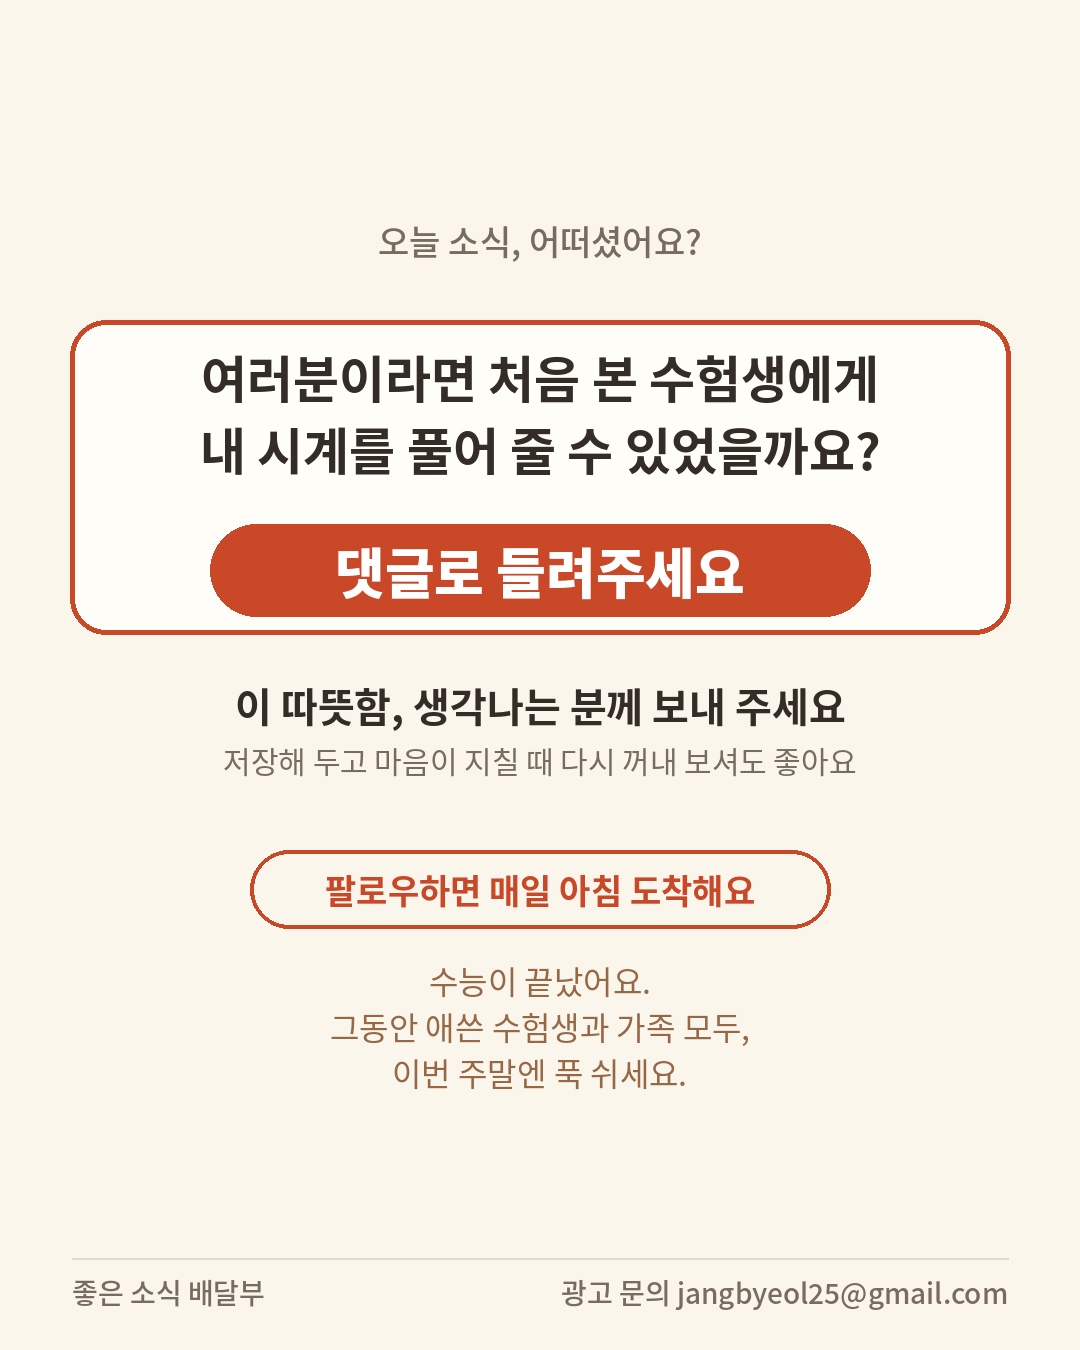 오늘 소식, 어떠셨어요?
여러분이라면 처음 본 수험생에게
내 시계를 풀어 줄 수 있었을까요?
댓글로 들려주세요
이 따뜻함, 생각나는 분께 보내 주세요
저장해 두고 마음이 지칠 때 다시 꺼내 보셔도 좋아요
팔로우하면 매일 아침 도착해요
수능이 끝났어요.
그동안 애쓴 수험생과 가족 모두,
이번 주말엔 푹 쉬세요.
좋은 소식 배달부
광고 문의 jangbyeol25@gmail.com